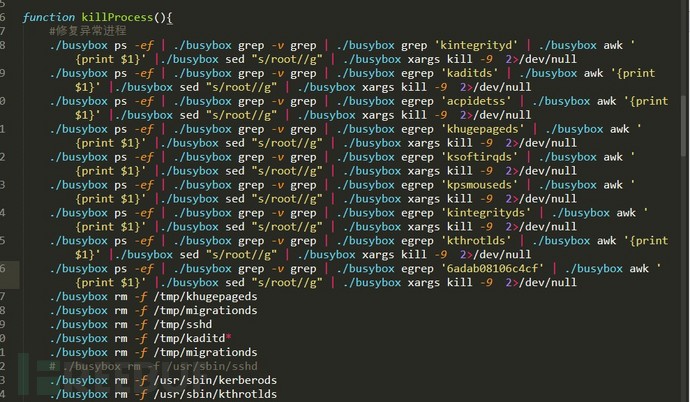 5
6 function killProcess(){
7 #修复异常进程
8 ./busybox ps -ef | ./busybox grep -v grep | ./busybox grep 'kintegrityd' | ./busybox awk '
{print $1}' |./busybox sed "s/root//g" | ./busybox xargs kill -9 2>/dev/null
9 ./busybox ps -ef | ./busybox grep -v grep | ./busybox egrep 'kaditds' | ./busybox awk '{print
$1}' |./busybox sed "s/root//g" | ./busybox xargs kill -9 2>/dev/null
0 ./busybox ps -ef | ./busybox grep -v grep | ./busybox egrep 'acpidetss' | ./busybox awk '{print
$1}' |./busybox sed "s/root//g" | ./busybox xargs kill -9 2>/dev/null
1 ./busybox ps -ef | ./busybox grep -v grep | ./busybox egrep 'khugepageds' | ./busybox awk '
{print $1}' |./busybox sed "s/root//g" | ./busybox xargs kill -9 2>/dev/null
2 ./busybox ps -ef | ./busybox grep -v grep | ./busybox egrep 'ksoftirqds' | ./busybox awk '
{print $1}' |./busybox sed "s/root//g" | ./busybox xargs kill -9 2>/dev/null
3 ./busybox ps -ef | ./busybox grep -v grep | ./busybox egrep 'kpsmouseds' | ./busybox awk '
{print $1}' |./busybox sed "s/root//g" | ./busybox xargs kill -9 2>/dev/null
4 ./busybox ps -ef | ./busybox grep -v grep | ./busybox egrep 'kintegrityds' | ./busybox awk '
{print $1}' |./busybox sed "s/root//g" | ./busybox xargs kill -9 2>/dev/null
5 ./busybox ps -ef | ./busybox grep -v grep | ./busybox egrep 'kthrotlds' | ./busybox awk '{print
$1}' |./busybox sed "s/root//g" | ./busybox xargs kill -9 2>/dev/null
6 ./busybox ps -ef | ./busybox grep -v grep | ./busybox egrep '6adab08106c4cf' | ./busybox awk '
{print $1}' |./busybox sed "s/root//g" | ./busybox xargs kill -9 2>/dev/null
7 ./busybox rm -f /tmp/khugepageds
8 ./busybox rm -f /tmp/migrationds
9 ./busybox rm -f /tmp/sshd
0 ./busybox rm -f /tmp/kaditd*
1 ./busybox rm -f /tmp/migrationds
2 # ./busybox rm -f /usr/sbin/sshd
3 ./busybox rm -f /usr/sbin/kerberods
4 ./busybox rm -f /usr/sbin/kthrotlds